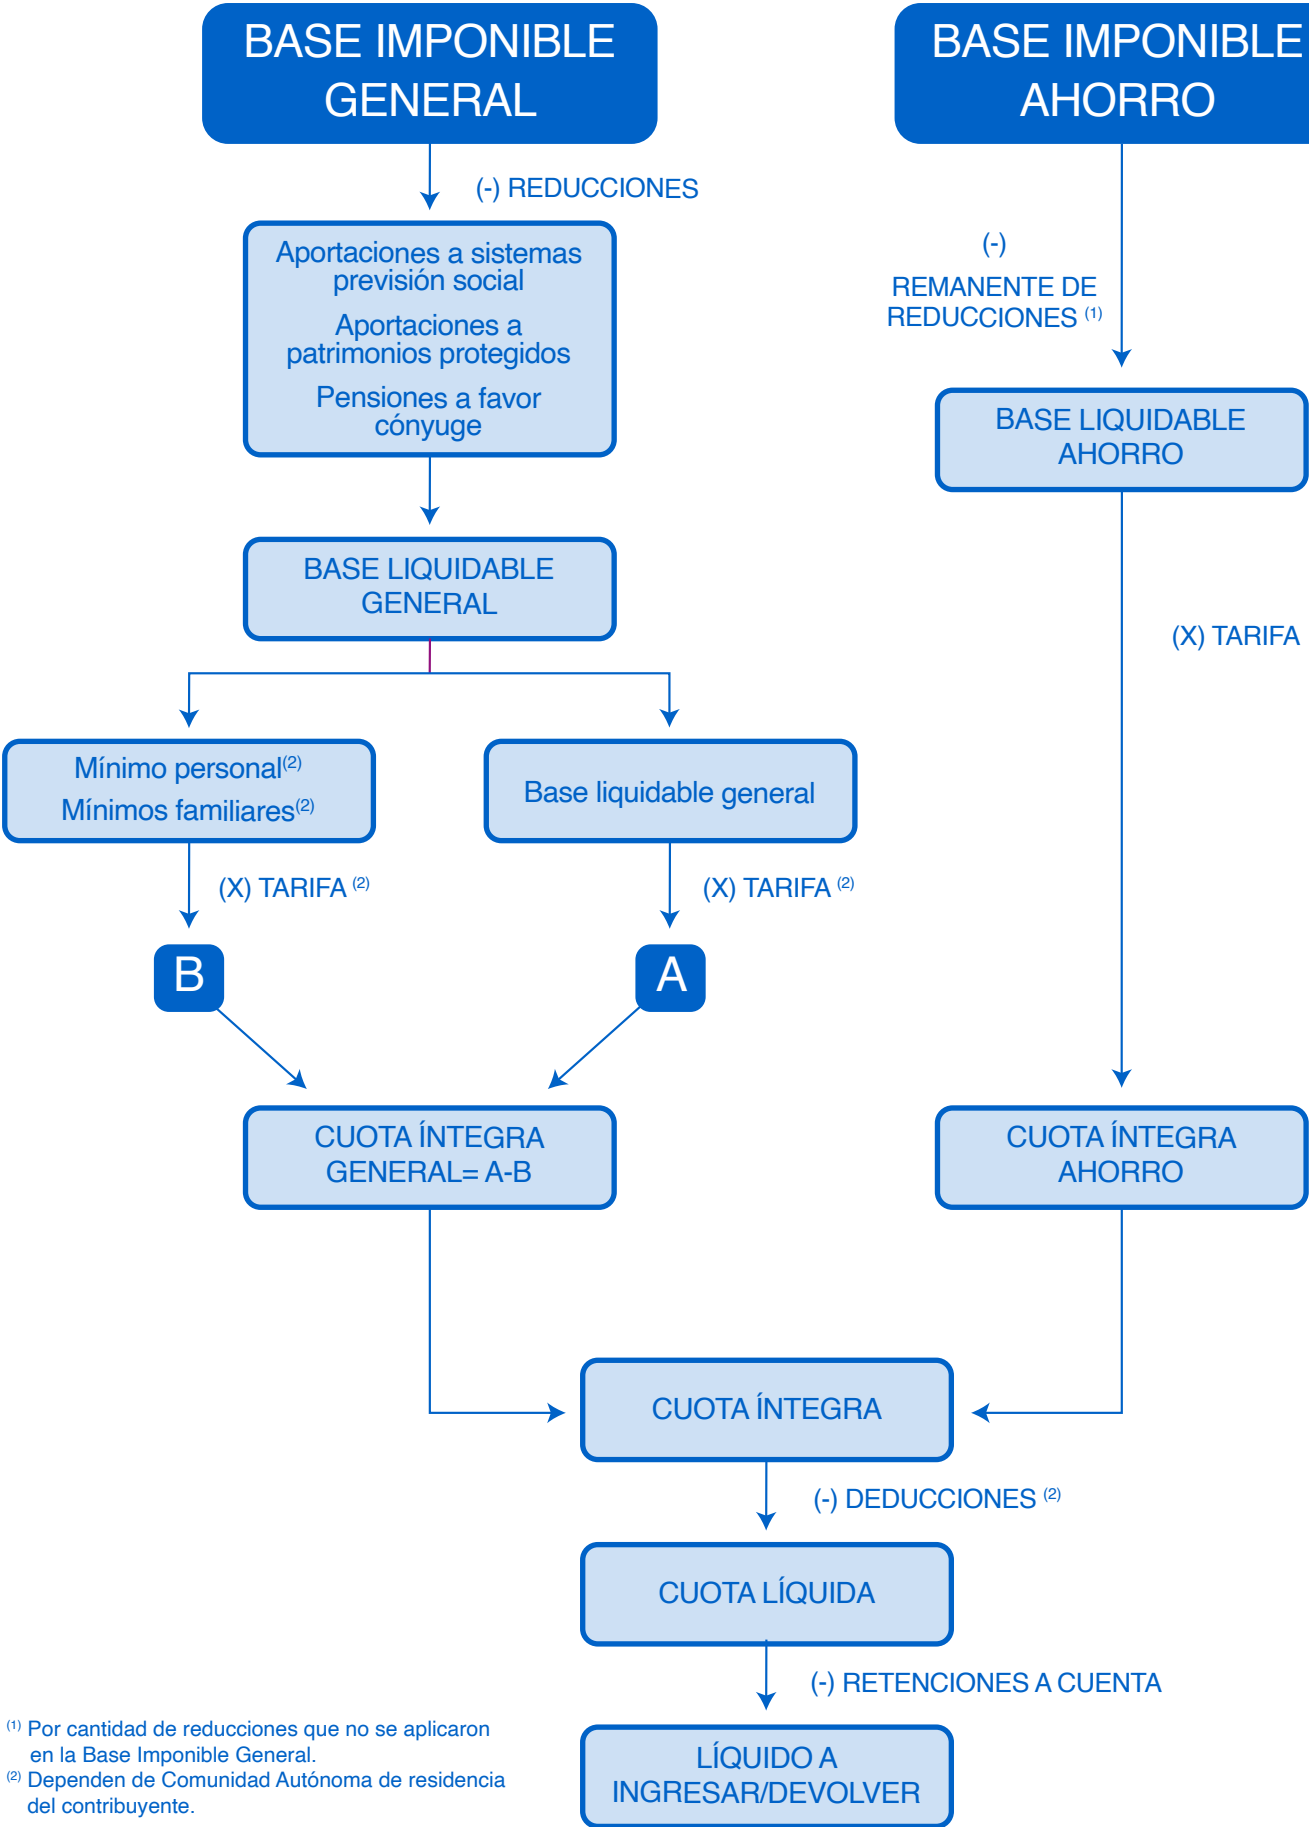 BASE IMPONIBLE
GENERAL
BASE IMPONIBLE
AHORRO
(-) REDUCCIONES
Aportaciones a sistemas
previsión social
Aportaciones a
patrimonios protegidos
Pensiones a favor
cónyuge
(-)
REMANENTE DE
REDUCCIONES (1)
BASE LIQUIDABLE
AHORRO
BASE LIQUIDABLE
GENERAL
(X) TARIFA
Mínimo personal(2)
Mínimos familiares(2)
Base liquidable general
(X) TARIFA (2)
(X) TARIFA (2)
B
A
CUOTA ÍNTEGRA
GENERAL= A-B
CUOTA ÍNTEGRA
AHORRO
CUOTA ÍNTEGRA
(-) DEDUCCIONES (2)
CUOTA LÍQUIDA
(-) RETENCIONES A CUENTA
LÍQUIDO A
INGRESAR/DEVOLVER
(1) Por cantidad de reducciones que no se aplicaron
en la Base Imponible General.
(2) Dependen de Comunidad Autónoma de residencia
del contribuyente.